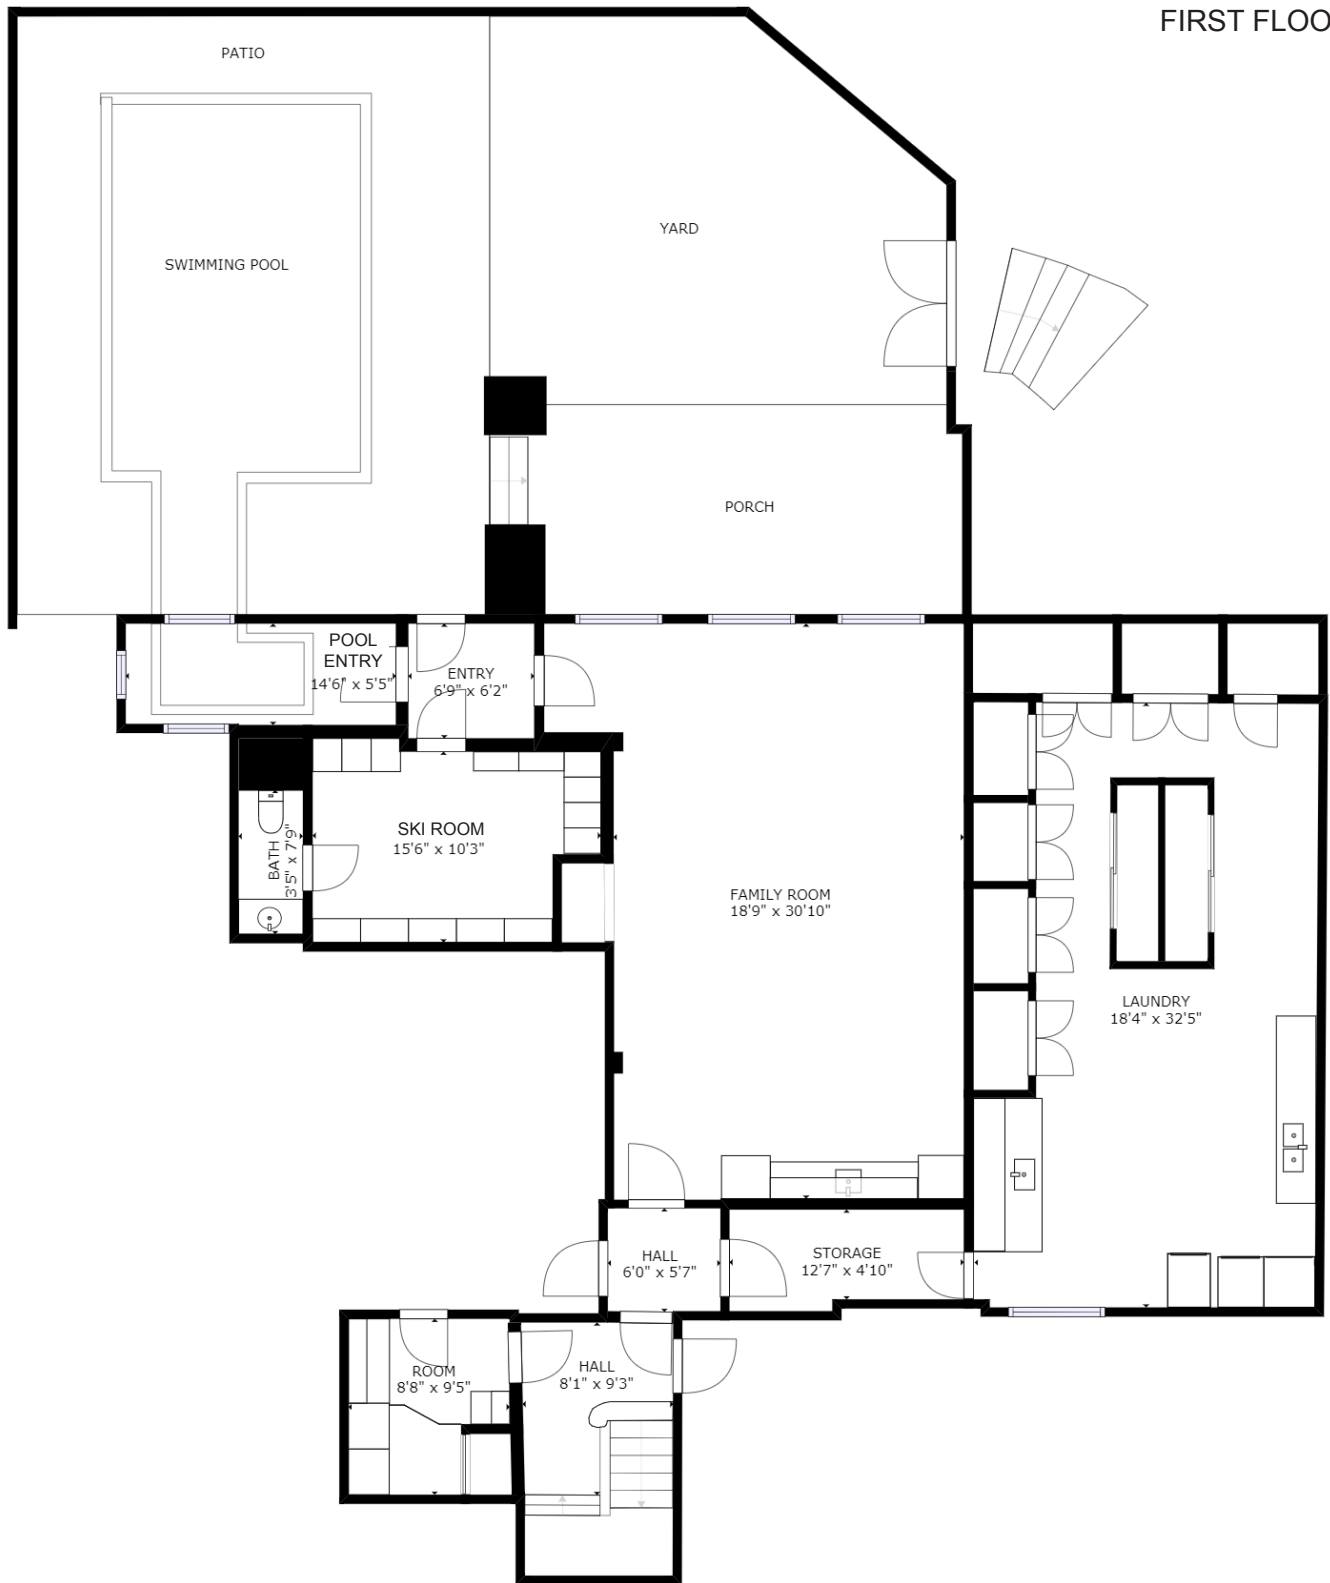 FIRST FLOO
PATIO
YARD
SWIMMING POOL
PORCH
POOL
ENTRY
14'6" x 5'5"
ENTRY
6'9" x 6'2"
SKI ROOM
15'6" x 10'3"
BATH
3'5" x 7'9"
FAMILY ROOM
18'9" x 30'10"
LAUNDRY
18'4" x 32'5"
HALL
6'0" x 5'7"
STORAGE
12'7" x 4'10"
ROOM
8'8" x 9'5"
HALL
8'1" x 9'3"